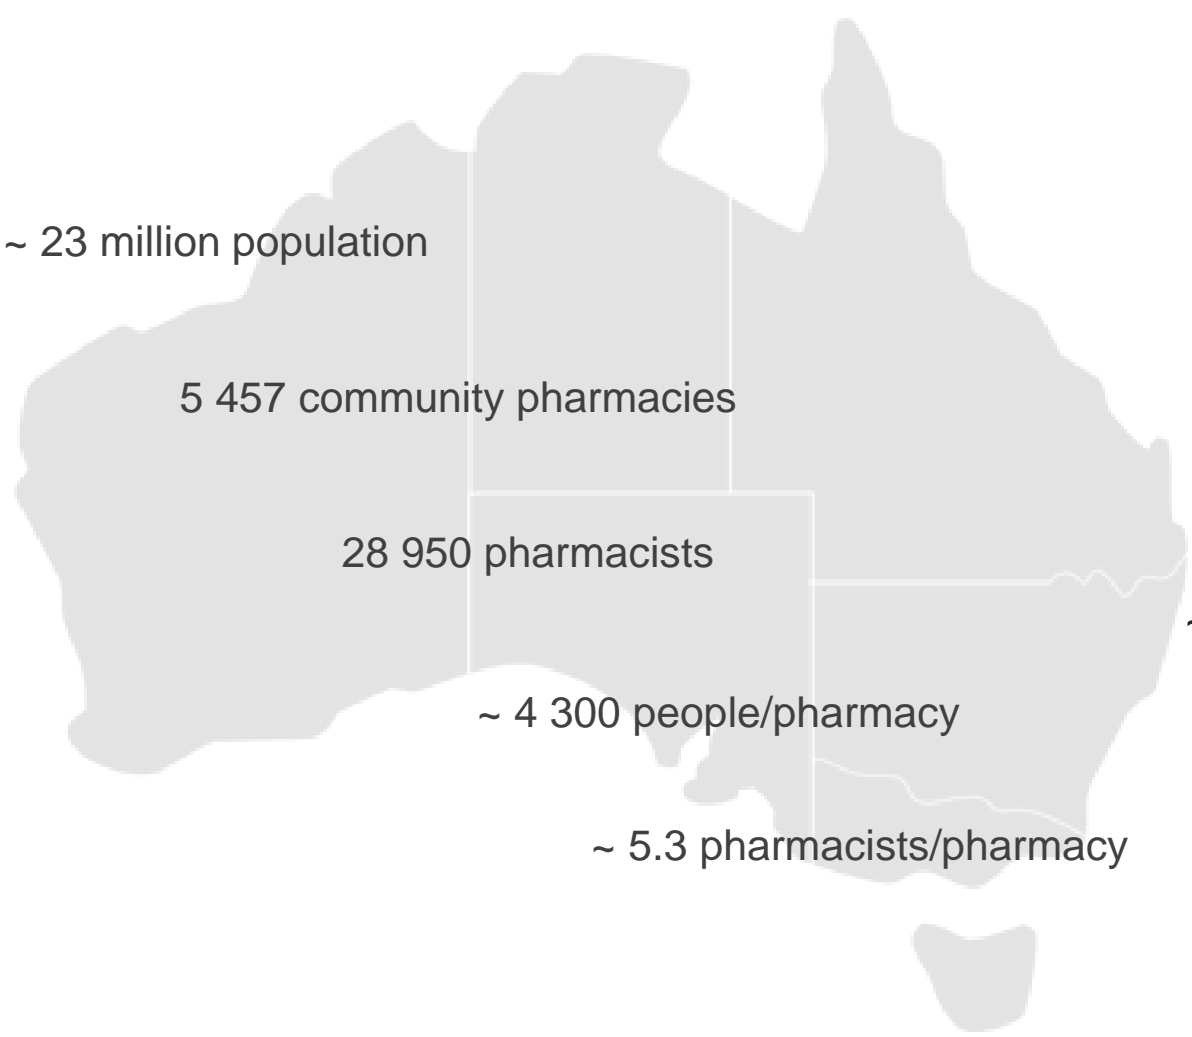 ~ 23 million population
5 457 community pharmacies
28 950 pharmacists
~
~ 4 300 people/pharmacy
~ 5.3 pharmacists/pharmacy